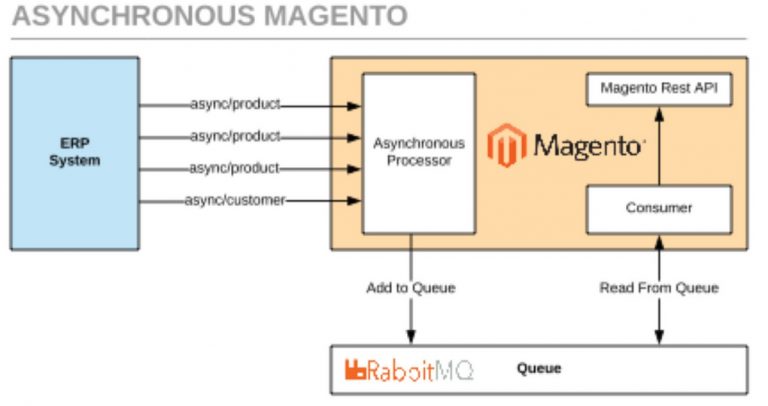 ASYNCHRONOUS MAGENTO
ERP
System
async/product
async/product
async/product
async/customer
Asynchronous
Processor
Magento
Magento Rest API
Consumer
Add to Queue
Read From Queue
RabbitMQ
Queue